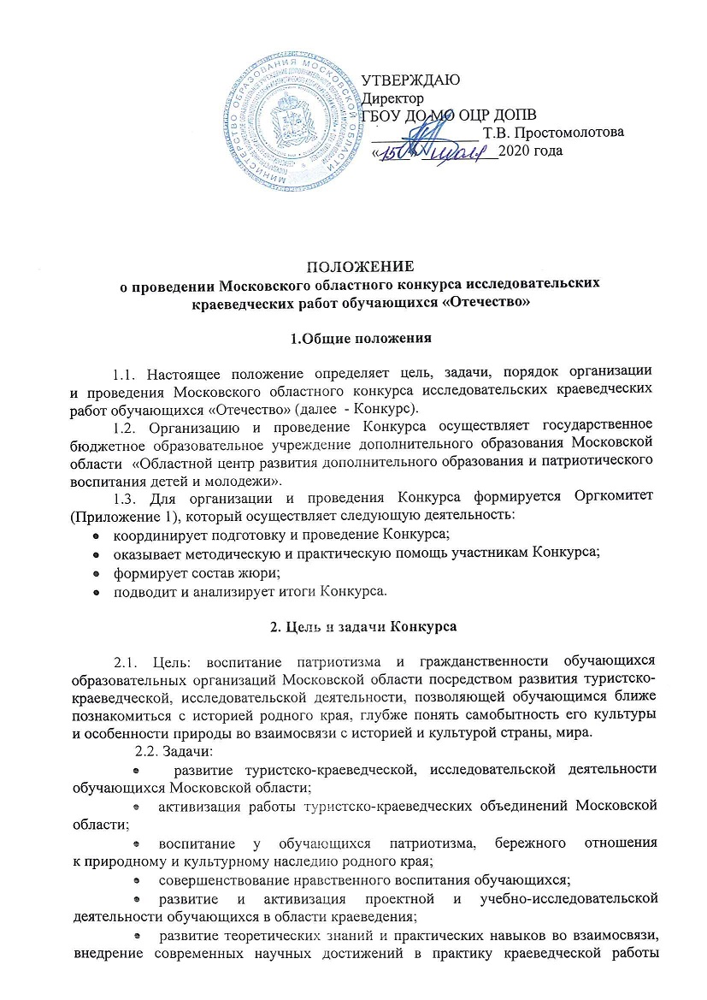 МИНИСТЕРСТВО ОБРАЗОВАНИЯ МОСКОВСКОЙ ОБЛАСТИ
УТВЕРЖДАЮ
Директор
ГБОУ ДО МО ОЦР ДОПВ
______________ Т.В. Простомолотова
«15» июля 2020 года
ПОЛОЖЕНИЕ
о проведении Московского областного конкурса исследовательских
краеведческих работ обучающихся «Отечество»
1.Общие положения
1.1. Настоящее положение определяет цель, задачи, порядок организации
и проведения Московского областного конкурса исследовательских краеведческих
работ обучающихся «Отечество» (далее - Конкурс).
1.2. Организацию и проведение Конкурса осуществляет государственное
бюджетное образовательное учреждение дополнительного образования Московской
области «Областной центр развития дополнительного образования и патриотического
воспитания детей и молодежи».
1.3. Для организации и проведения Конкурса формируется Оргкомитет
(Приложение 1), который осуществляет следующую деятельность:
• координирует подготовку и проведение Конкурса;
• оказывает методическую и практическую помощь участникам Конкурса;
• формирует состав жюри;
• подводит и анализирует итоги Конкурса.
2. Цель и задачи Конкурса
2.1. Цель: воспитание патриотизма и гражданственности обучающихся
образовательных организаций Московской области посредством развития туристско-
краеведческой, исследовательской деятельности, позволяющей обучающимся ближе
познакомиться с историей родного края, глубже понять самобытность его культуры
и особенности природы во взаимосвязи с историей и культурой страны, мира.
2.2. Задачи:
• развитие туристско-краеведческой, исследовательской деятельности
обучающихся Московской области;
• активизация работы туристско-краеведческих объединений Московской
области;
• воспитание у обучающихся патриотизма, бережного отношения
к природному и культурному наследию родного края;
• совершенствование нравственного воспитания обучающихся;
• развитие и активизация проектной и учебно-исследовательской
деятельности обучающихся в области краеведения;
• развитие теоретических знаний и практических навыков во взаимосвязи,
внедрение современных научных достижений в практику краеведческой работы